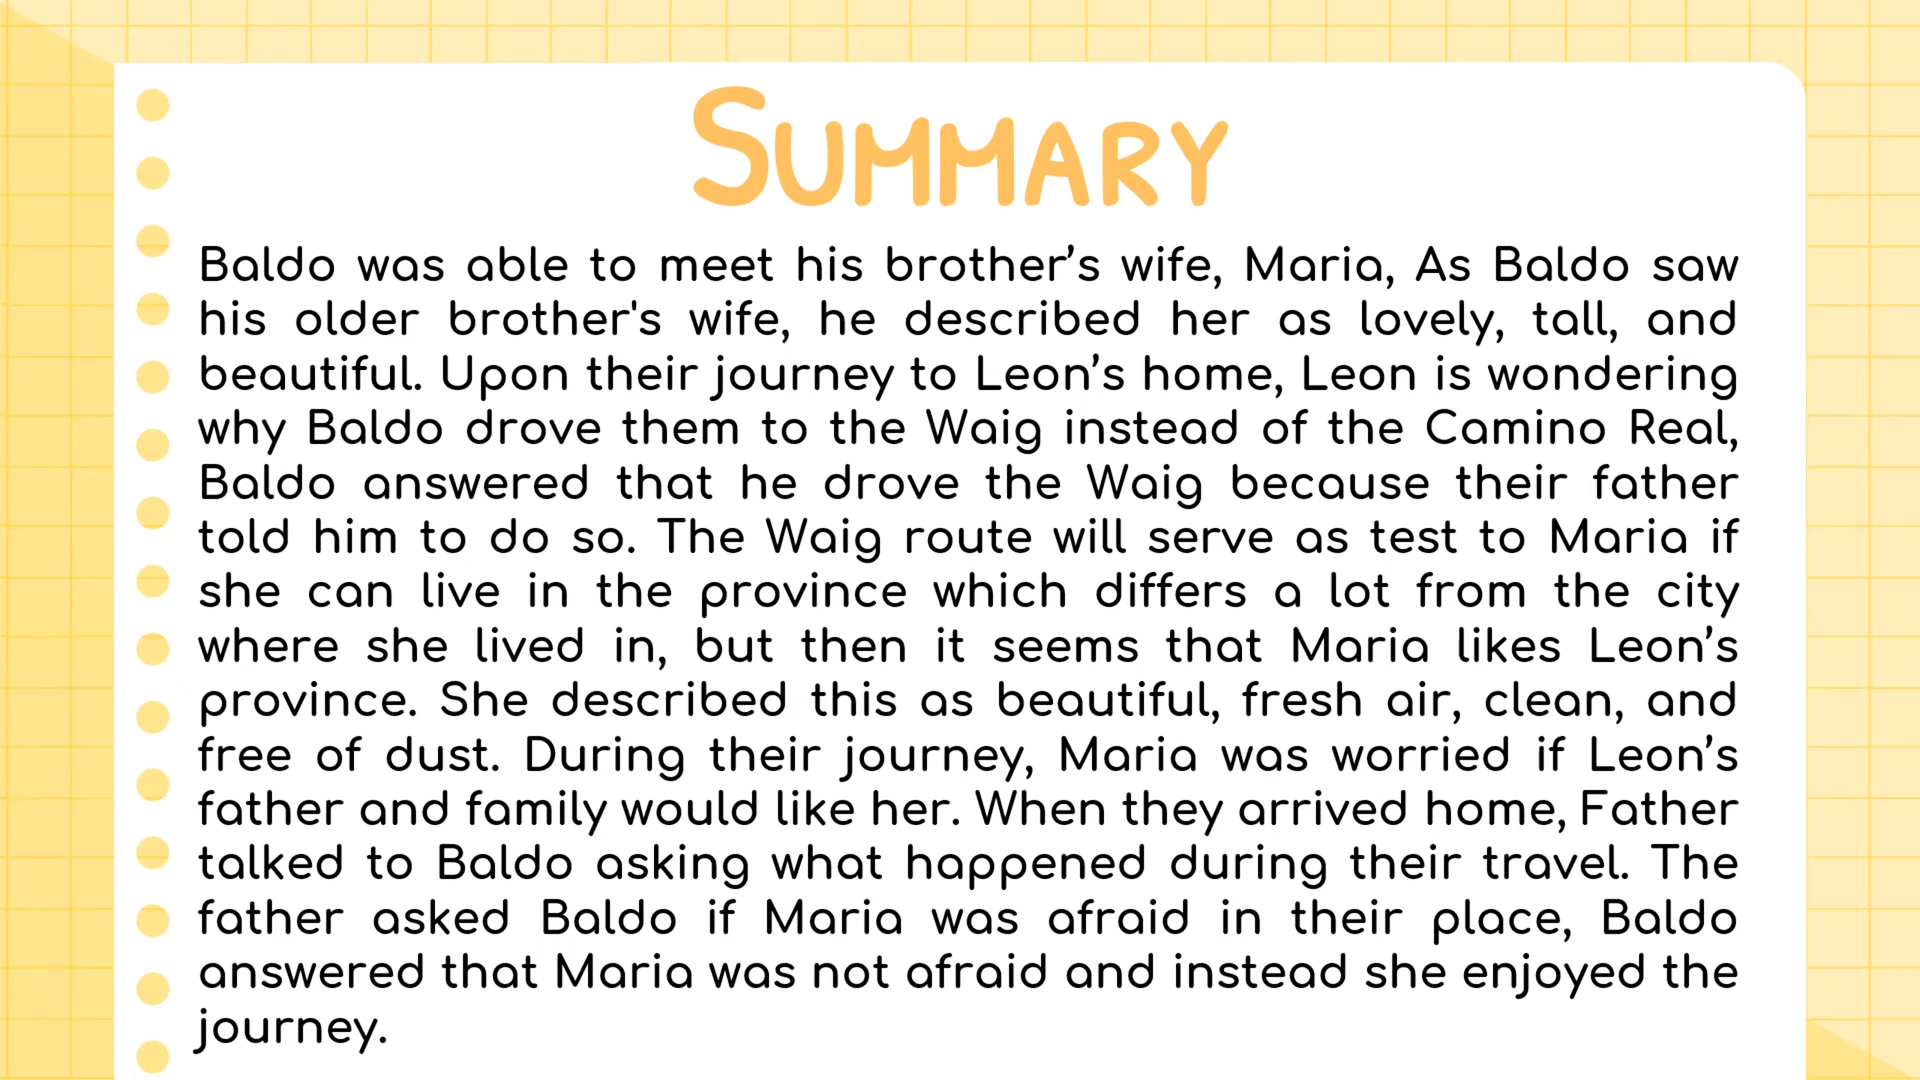 SUMMARY
Baldo was able to meet his brother’s wife, Maria, As Baldo saw
his older brother's wife, he described her as lovely, tall, and
beautiful. Upon their journey to Leon’s home, Leon is wondering
why Baldo drove them to the Waig instead of the Camino Real,
Baldo answered that he drove the Waig because their father
told him to do so. The Waig route will serve as test to Maria if
she can live in the province which differs a lot from the city
where she lived in, but then it seems that Maria likes Leon’s
province. She described this as beautiful, fresh air, clean, and
free of dust. During their journey, Maria was worried if Leon’s
father and family would like her. When they arrived home, Father
talked to Baldo asking what happened during their travel. The
father asked Baldo if Maria was afraid in their place, Baldo
answered that Maria was not afraid and instead she enjoyed the
journey.